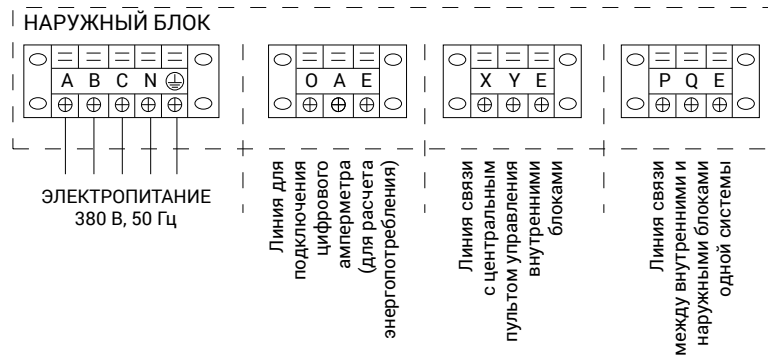 НАРУЖНЫЙ БЛОК
A B C N
O A E
X Y E
P Q E
ЭЛЕКТРОПИТАНИЕ
380 В, 50 Гц
Линия для
подключения
цифрового
амперметра
(для расчета
энергопотребления)
Линия связи
с центральным
пультом управления
внутренними
блоками
Линия связи
между внутренними и
наружными блоками
одной системы